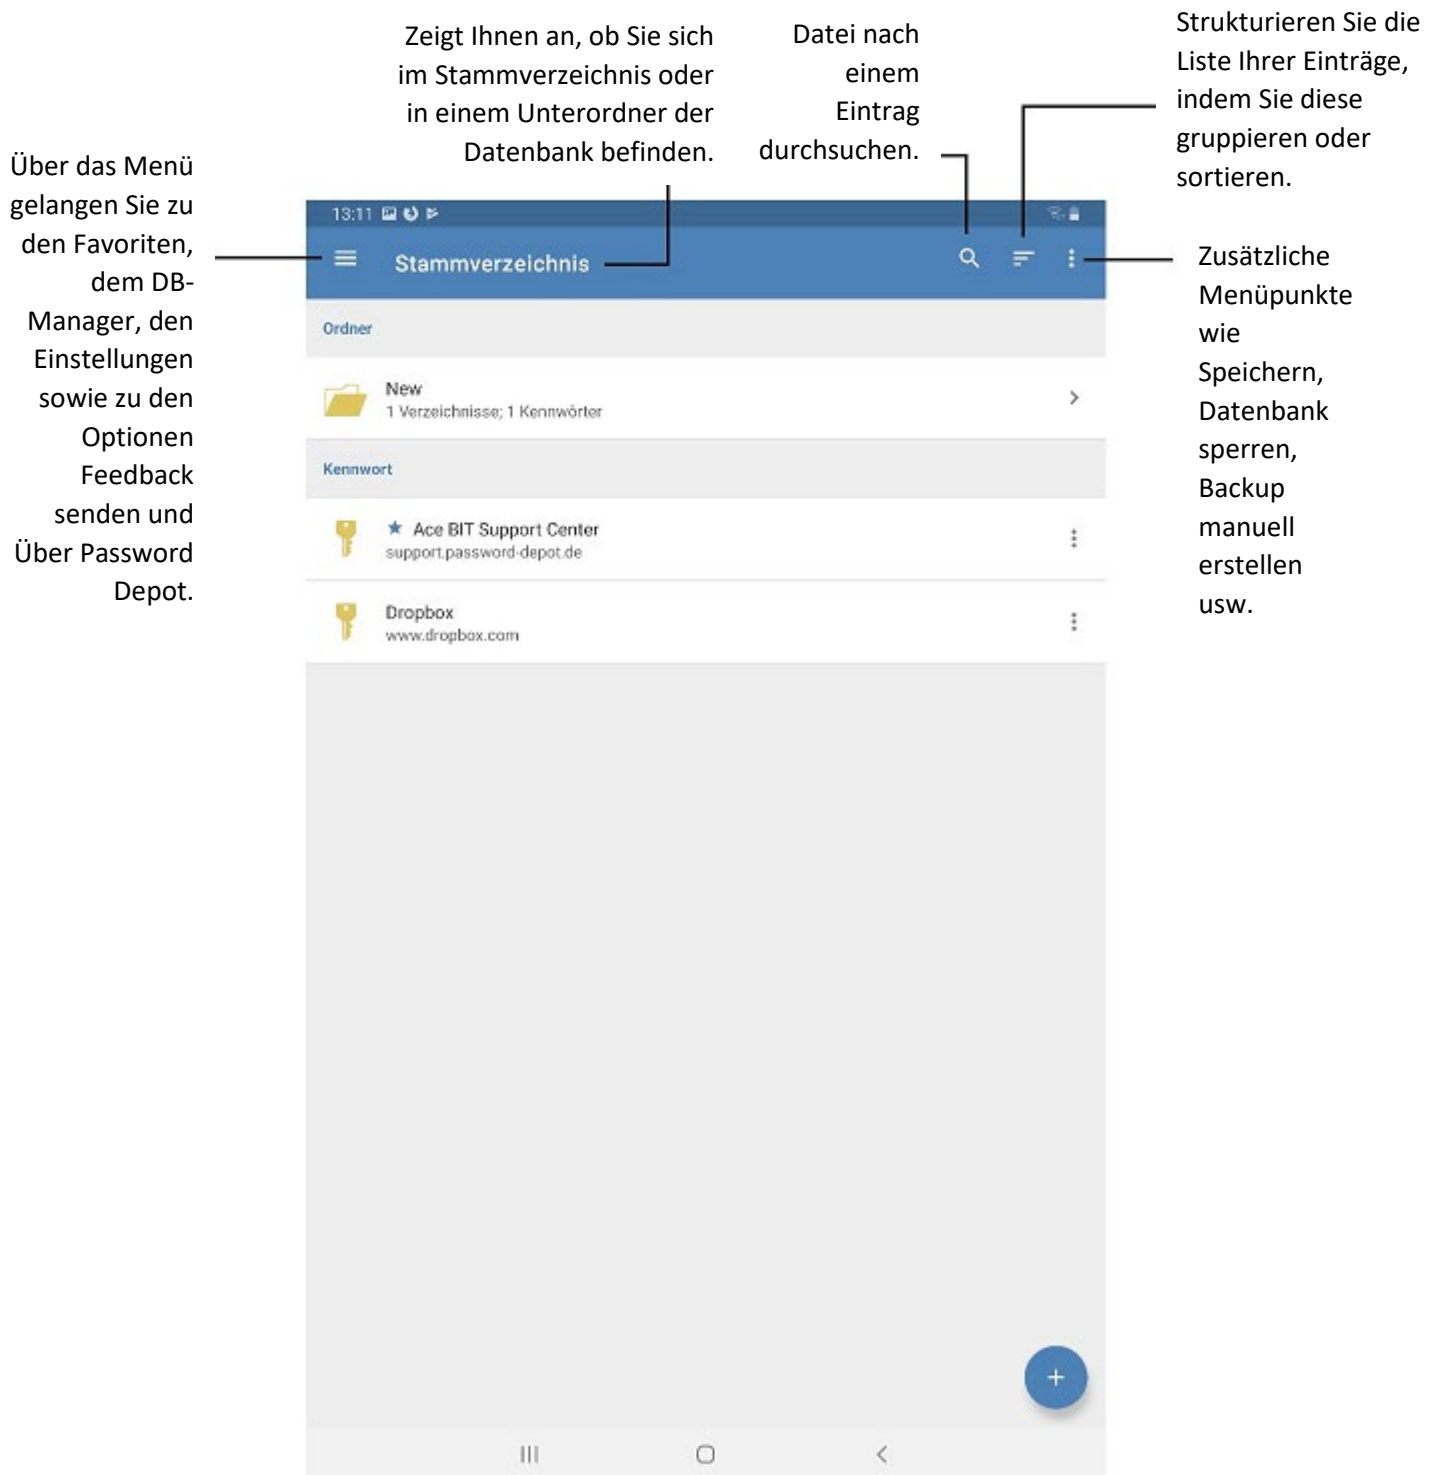 Zeigt Ihnen an, ob Sie sich
im Stammverzeichnis oder
in einem Unterordner der
Datenbank befinden.
Datei nach
einem
Eintrag
durchsuchen.
Strukturieren Sie die
Liste Ihrer Einträge,
indem Sie diese
gruppieren oder
sortieren.
Über das Menü
gelangen Sie zu
den Favoriten,
dem DB-
Manager, den
Einstellungen
sowie zu den
Optionen
Feedback
senden und
Über Password
Depot.
13:11
Stammverzeichnis
Zusätzliche
Menüpunkte
wie
Speichern,
Datenbank
sperren,
Backup
manuell
erstellen
usw.
Ordner
New
1 Verzeichnisse; 1 Kennwörter
Kennwort
Ace BIT Support Center
support.password-depot.de
Dropbox
www.dropbox.com